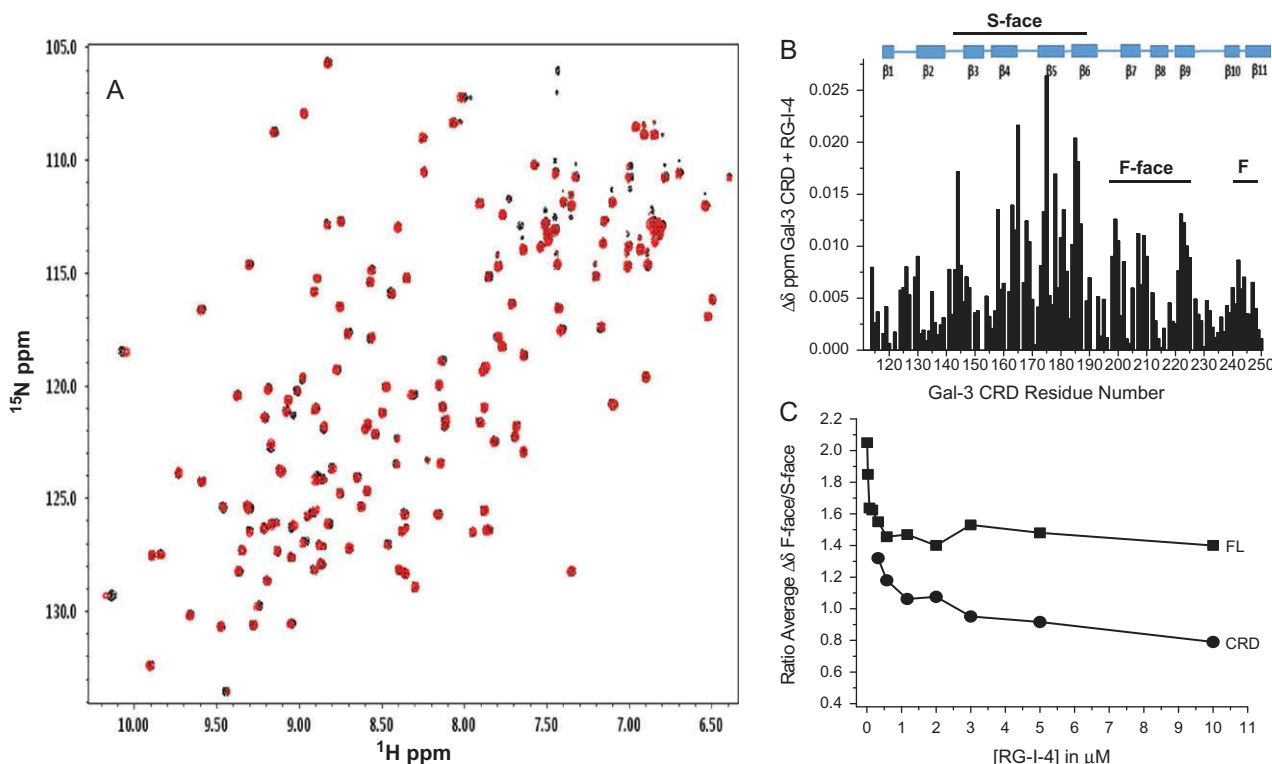 A
105.0
110.0
115.0
120.0
125.0
130.0
¹⁵N ppm
10.00 9.50 9.00 8.50 8.00 7.50 7.00 6.50
¹H ppm
B
S-face
β1 β2 β3 β4 β5 β6 β7 β8 β9 β10 β11
0.025
0.020
0.015
0.010
0.005
0.000
Δδ ppm Gal-3 CRD + RG-I-4
F-face
F
120 130 140 150 160 170 180 190 200 210 220 230 240 250
Gal-3 CRD Residue Number
C
2.2
2.0
1.8
1.6
1.4
1.2
1.0
0.8
0.6
0.4
Ratio Average Δδ F-face/S-face
FL
CRD
0 1 2 3 4 5 6 7 8 9 10 11
[RG-I-4] in μM